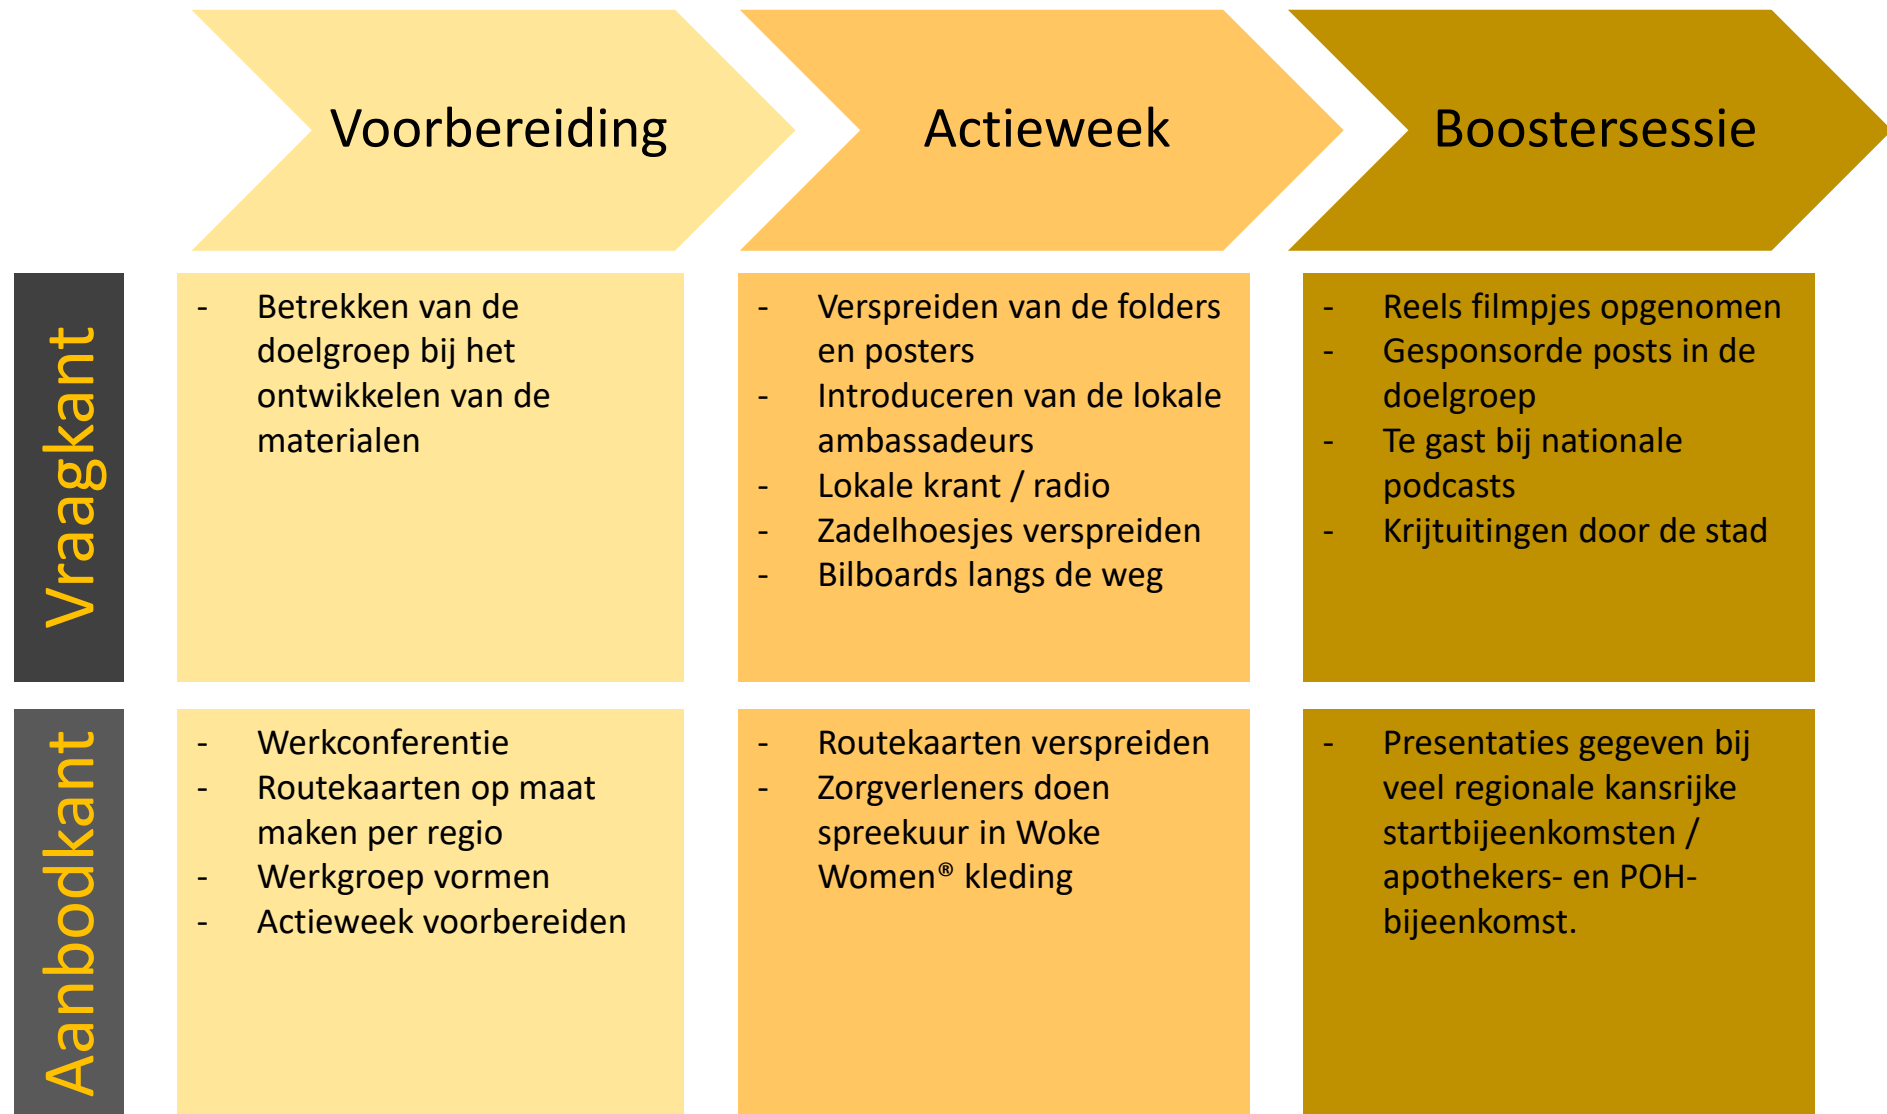 Voorbereiding
Actieweek
Boostersessie
Vraagkant
- Betrekken van de
doelgroep bij het
ontwikkelen van de
materialen
- Verspreiden van de folders
en posters
- Introduceren van de lokale
ambassadeurs
- Lokale krant / radio
- Zadelhoesjes verspreiden
- Bilboards langs de weg
- Reels filmpjes opgenomen
- Gesponsorde posts in de
doelgroep
- Te gast bij nationale
podcasts
- Krijtuitingen door de stad
Aanbodkant
- Werkconferentie
- Routekaarten op maat
maken per regio
- Werkgroep vormen
- Actieweek voorbereiden
- Routekaarten verspreiden
- Zorgverleners doen
spreekuur in Woke
Women® kleding
- Presentaties gegeven bij
veel regionale kansrijke
startbijeenkomsten /
apothekers- en POH-
bijeenkomst.